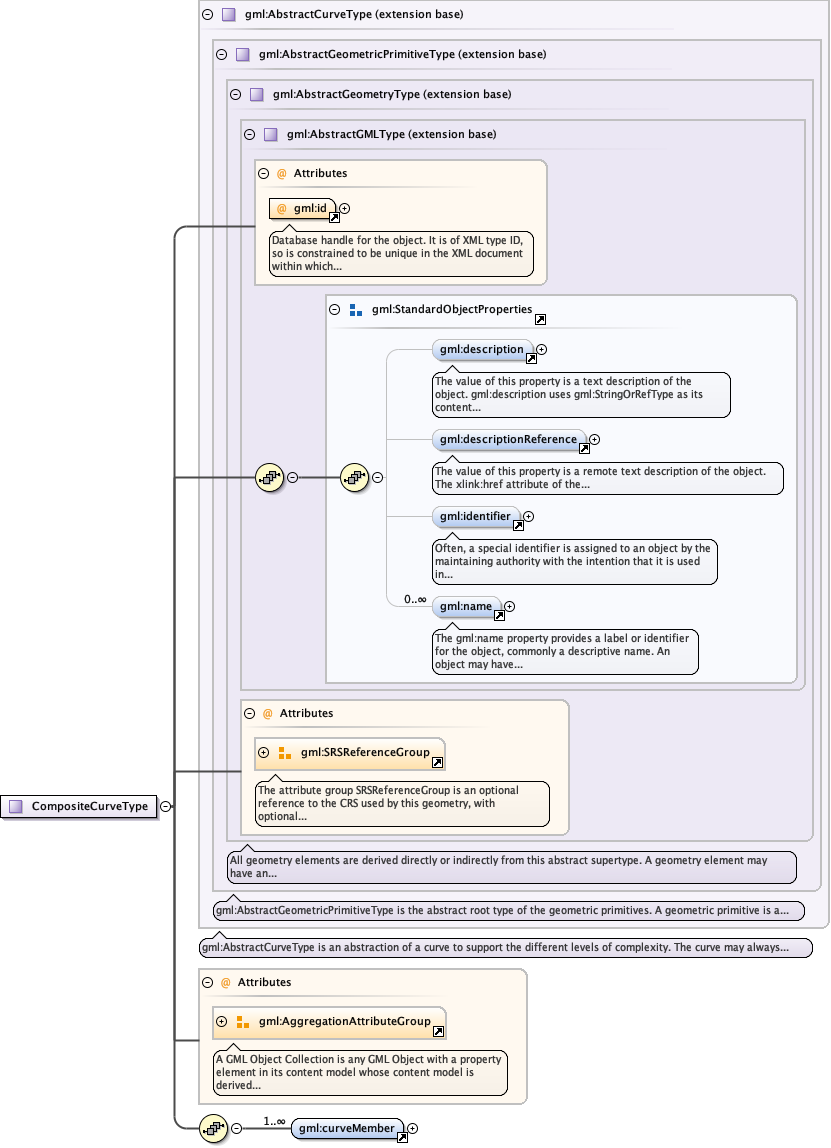 gml:AbstractCurveType (extension base)
gml:AbstractGeometricPrimitiveType (extension base)
gml:AbstractGeometryType (extension base)
gml:AbstractGMLType (extension base)
@ Attributes
@ gml:id
Database handle for the object. It is of XML type ID,
so is constrained to be unique in the XML document
within which...
gml:StandardObjectProperties
gml:description
The value of this property is a text description of the
object. gml:description uses gml:StringOrRefType as its
content...
gml:descriptionReference
The value of this property is a remote text description of the object.
The xlink:href attribute of the...
gml:identifier
Often, a special identifier is assigned to an object by the
maintaining authority with the intention that it is used
in...
0..∞
gml:name
The gml:name property provides a label or identifier
for the object, commonly a descriptive name. An
object may have...
@ Attributes
gml:SRSReferenceGroup
The attribute group SRSReferenceGroup is an optional
reference to the CRS used by this geometry, with
optional...
CompositeCurveType
All geometry elements are derived directly or indirectly from this abstract supertype. A geometry element may
have an...
gml:AbstractGeometricPrimitiveType is the abstract root type of the geometric primitives. A geometric primitive is a...
gml:AbstractCurveType is an abstraction of a curve to support the different levels of complexity. The curve may always...
@ Attributes
gml:AggregationAttributeGroup
A GML Object Collection is any GML Object with a property
element in its content model whose content model is
derived...
1..∞
gml:curveMember